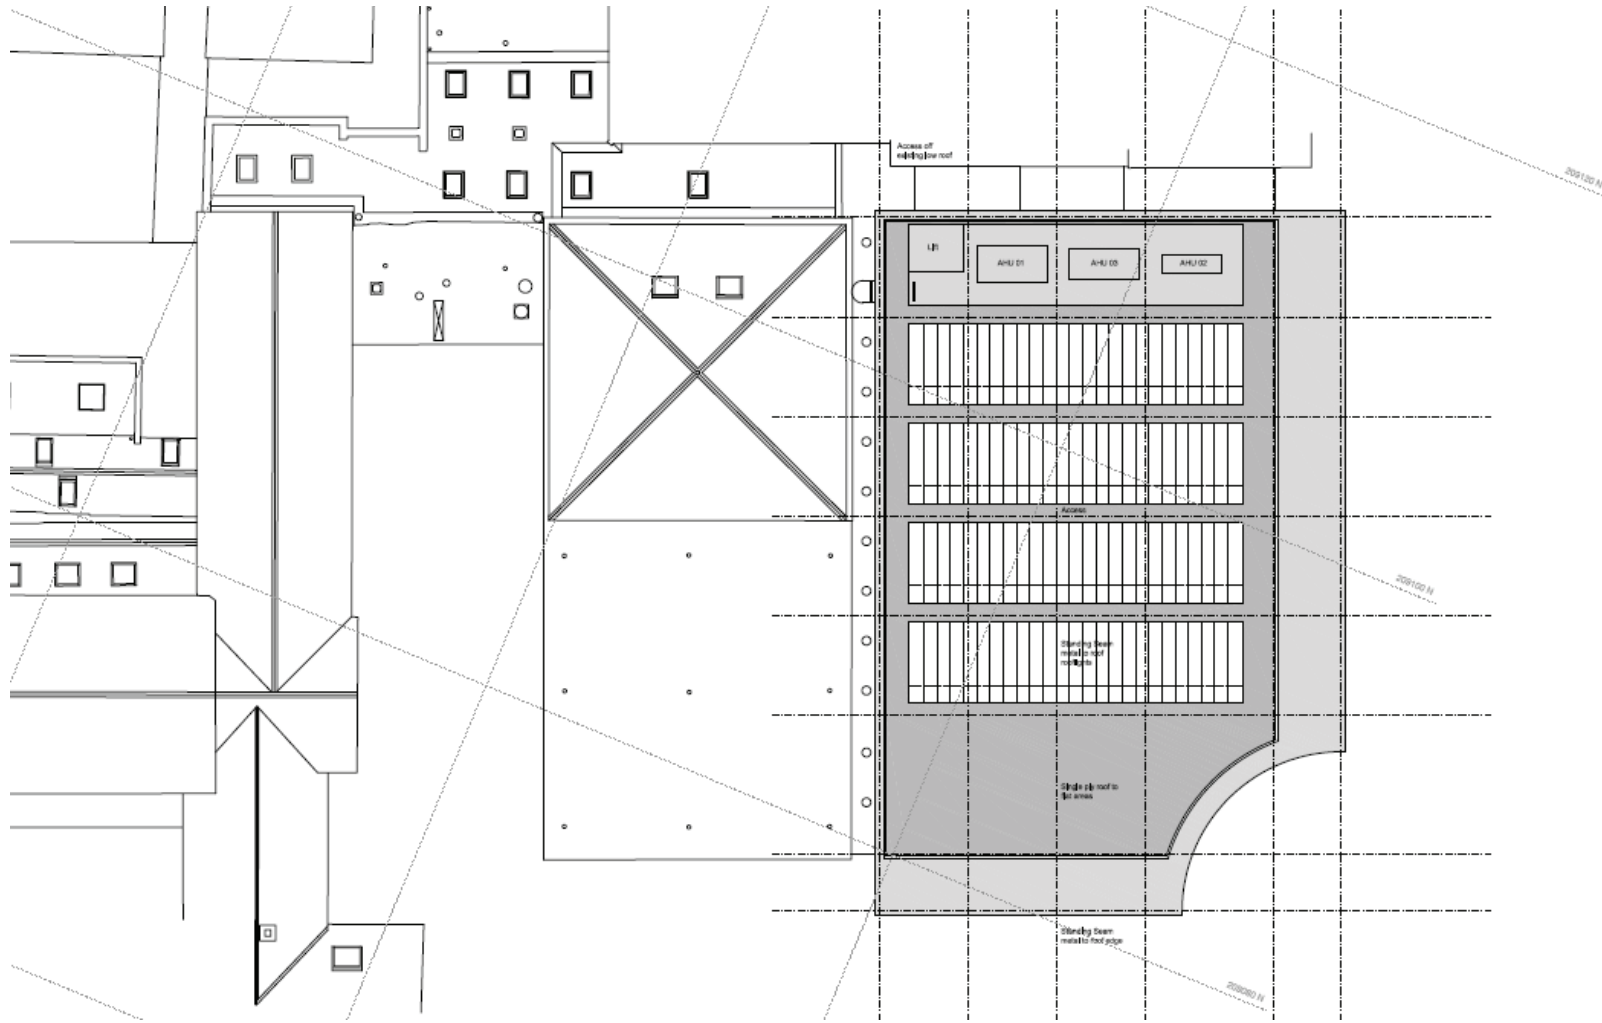 Access off
existing low roof
209120 N
Lift
AHU 01
AHU 03
AHU 02
Access
209100 N
Standing Seam
metal to roof
rooflights
Single ply roof to
flat areas
Standing Seam
metal to roof edge
209080 N